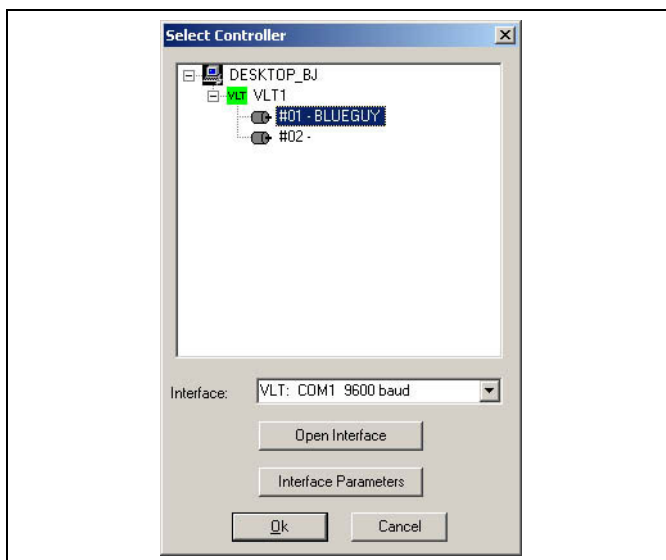 Select Controller
DESKTOP_BJ
VLT VLT1
#01 - BLUEGUY
#02 -
Interface: VLT: COM1 9600 baud
Open Interface
Interface Parameters
Ok Cancel